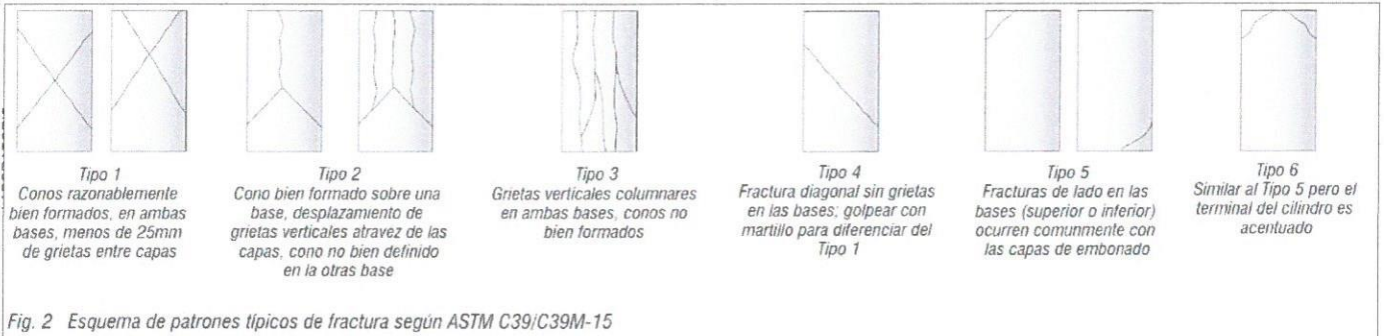 Tipo 1
Conos razonablemente
bien formados, en ambas
bases, menos de 25mm
de grietas entre capas
Tipo 2
Cono bien formado sobre una
base, desplazamiento de
grietas verticales atravez de las
capas, cono no bien definido
en la otras base
Tipo 3
Grietas verticales columnares
en ambas bases, conos no
bien formados
Tipo 4
Fractura diagonal sin grietas
en las bases; golpear con
martillo para diferenciar del
Tipo 1
Tipo 5
Fracturas de lado en las
bases (superior o inferior)
ocurren comunmente con
las capas de embonado
Tipo 6
Similar al Tipo 5 pero el
terminal del cilindro es
acentuado
Fig. 2 Esquema de patrones típicos de fractura según ASTM C39/C39M-15